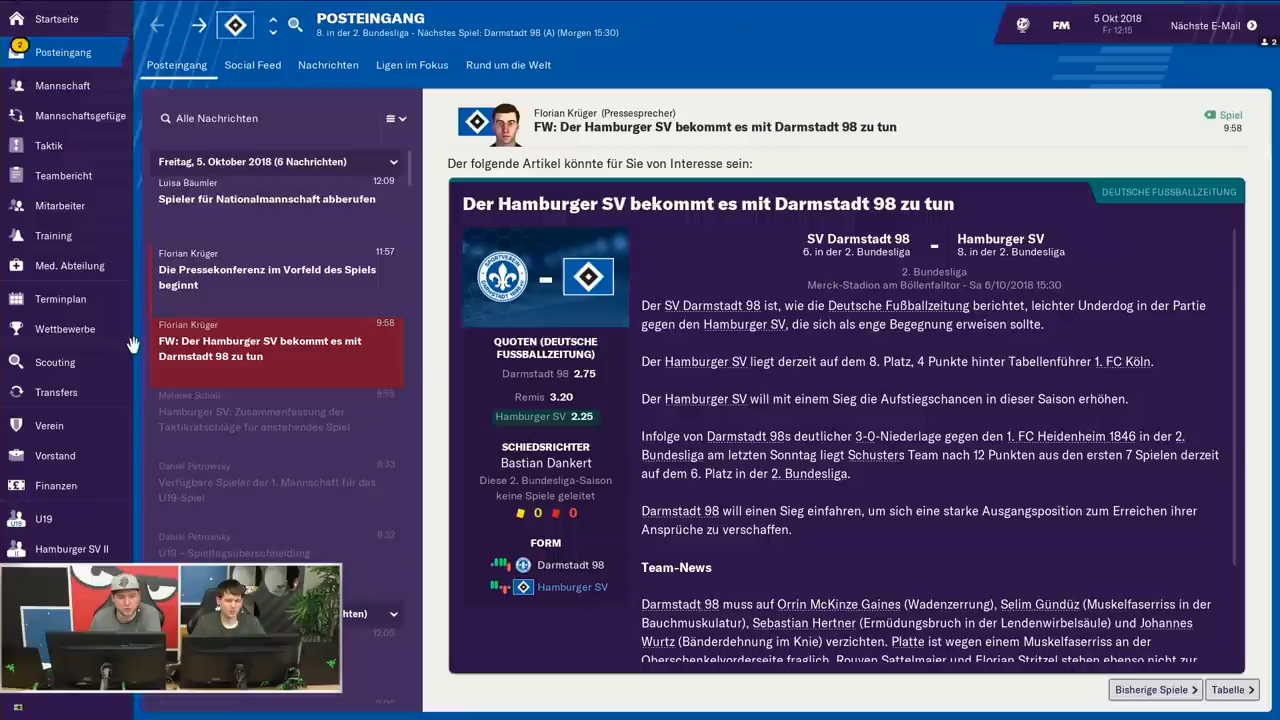 Startseite
2
Posteingang
Mannschaft
Mannschaftsgefüge
Taktik
Teambericht
Mitarbeiter
Training
Med. Abteilung
Terminplan
Wettbewerbe
Scouting
Transfers
Verein
Vorstand
Finanzen
U19
U19
Hamburger SV II
POSTEINGANG
8. in der 2. Bundesliga - Nächstes Spiel: Darmstadt 98 (A) (Morgen 15:30)
FM
5 Okt 2018
Fr 12:15
Nächste E-Mail
2
Posteingang
Social Feed
Nachrichten
Ligen im Fokus
Rund um die Welt
Alle Nachrichten
Freitag, 5. Oktober 2018 (6 Nachrichten)
Luisa Bäumler 12:09
Spieler für Nationalmannschaft abberufen
Florian Krüger 11:57
Die Pressekonferenz im Vorfeld des Spiels
beginnt
Florian Krüger 9:58
FW: Der Hamburger SV bekommt es mit
Darmstadt 98 zu tun
Hamburger SV: Zusammenfassung der
Taktikratschläge für anstehendes Spiel
Daniel Petrowsky 8:33
Verfügbare Spieler der 1. Mannschaft für das
U19-Spiel
Daniel Petrowsky 8:32
U19 – Spieltagsüberschneidung
hten)
12:05
Florian Krüger (Pressesprecher)
FW: Der Hamburger SV bekommt es mit Darmstadt 98 zu tun
Spiel
9:58
Der folgende Artikel könnte für Sie von Interesse sein:
DEUTSCHE FUSSBALLZEITUNG
Der Hamburger SV bekommt es mit Darmstadt 98 zu tun
SV Darmstadt 98 - Hamburger SV
6. in der 2. Bundesliga 8. in der 2. Bundesliga
2. Bundesliga
Merck-Stadion am Böllenfalltor - Sa 6/10/2018 15:30
QUOTEN (DEUTSCHE
FUSSBALLZEITUNG)
Darmstadt 98 2.75
Remis 3.20
Hamburger SV 2.25
SCHIEDSRICHTER
Bastian Dankert
Diese 2. Bundesliga-Saison
keine Spiele geleitet
0 0
FORM
Darmstadt 98
Hamburger SV
Der SV Darmstadt 98 ist, wie die Deutsche Fußballzeitung berichtet, leichter Underdog in der Partie
gegen den Hamburger SV, die sich als enge Begegnung erweisen sollte.
Der Hamburger SV liegt derzeit auf dem 8. Platz, 4 Punkte hinter Tabellenführer 1. FC Köln.
Der Hamburger SV will mit einem Sieg die Aufstiegschancen in dieser Saison erhöhen.
Infolge von Darmstadt 98s deutlicher 3-0-Niederlage gegen den 1. FC Heidenheim 1846 in der 2.
Bundesliga am letzten Sonntag liegt Schusters Team nach 12 Punkten aus den ersten 7 Spielen derzeit
auf dem 6. Platz in der 2. Bundesliga.
Darmstadt 98 will einen Sieg einfahren, um sich eine starke Ausgangsposition zum Erreichen ihrer
Ansprüche zu verschaffen.
Team-News
Darmstadt 98 muss auf Orrin McKinze Gaines (Wadenzerrung), Selim Gündüz (Muskelfaserriss in der
Bauchmuskulatur), Sebastian Hertner (Ermüdungsbruch in der Lendenwirbelsäule) und Johannes
Wurtz (Bänderdehnung im Knie) verzichten. Platte ist wegen einem Muskelfaserriss an der
Oberschenkelvorderseite fraglich. Rouven Sattelmaier und Florian Stritzel stehen ebenso nicht zur
Bisherige Spiele
Tabelle